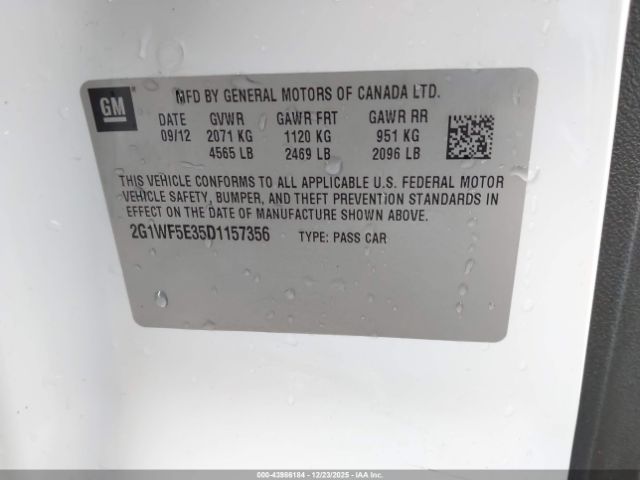 GM
MFD BY GENERAL MOTORS OF CANADA LTD.
DATE GVWR GAWR FRT GAWR RR
09/12 2071 KG 1120 KG 951 KG
4565 LB 2469 LB 2096 LB
THIS VEHICLE CONFORMS TO ALL APPLICABLE U.S. FEDERAL MOTOR
VEHICLE SAFETY, BUMPER, AND THEFT PREVENTION STANDARDS IN
EFFECT ON THE DATE OF MANUFACTURE SHOWN ABOVE.
2G1WF5E35D1157356 TYPE: PASS CAR
000-43866184 | 12/23/2025 - IAAI.COM